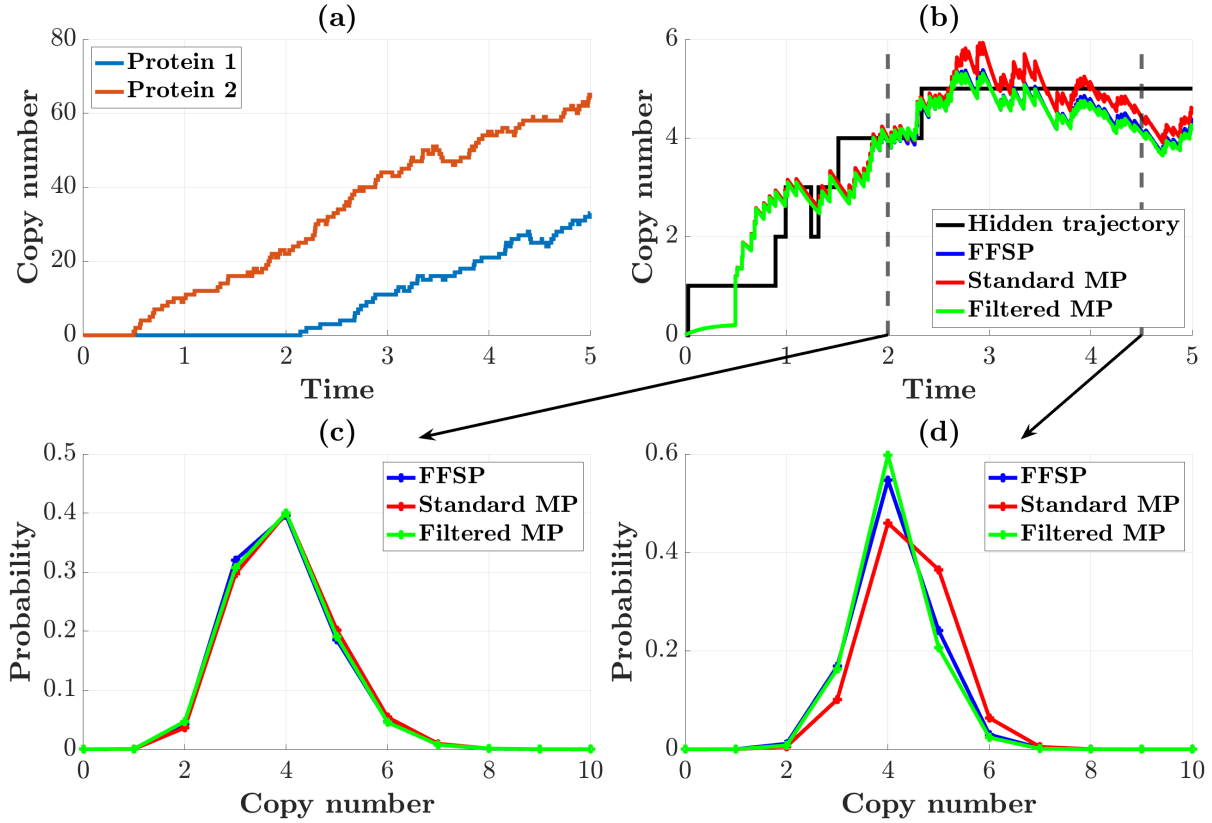 (a)
80
60
40
20
0
0 1 2 3 4 5
Copy number
Time
Protein 1
Protein 2
(b)
6
4
2
0
0 1 2 3 4 5
Copy number
Time
Hidden trajectory
FFSP
Standard MP
Filtered MP
(c)
0.5
0.4
0.3
0.2
0.1
0
0 2 4 6 8 10
Probability
Copy number
FFSP
Standard MP
Filtered MP
(d)
0.6
0.4
0.2
0
0 2 4 6 8 10
Probability
Copy number
FFSP
Standard MP
Filtered MP